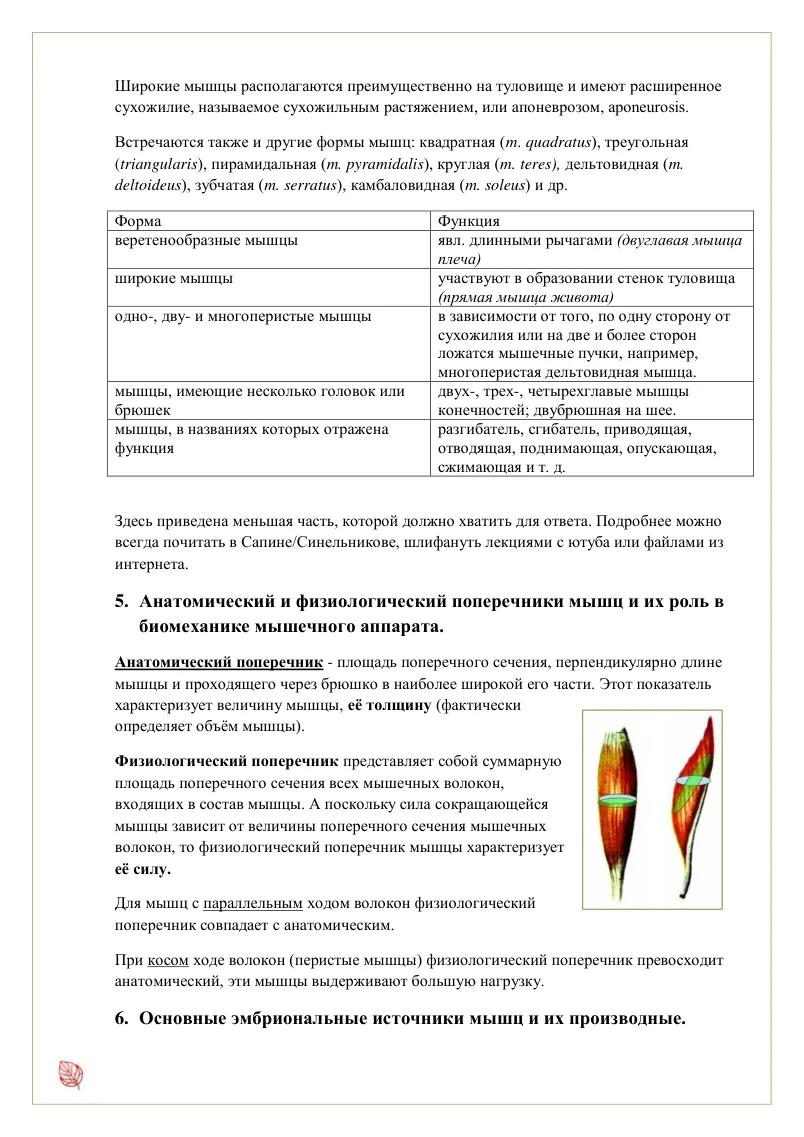 Широкие мышцы располагаются преимущественно на туловище и имеют расширенное
сухожилие, называемое сухожильным растяжением, или апоневрозом, aponeurosis.
Встречаются также и другие формы мышц: квадратная (m. quadratus), треугольная
(triangularis), пирамидальная (m. pyramidalis), круглая (m. teres), дельтовидная (m.
deltoideus), зубчатая (m. serratus), камбаловидная (m. soleus) и др.
Форма
Функция
веретенообразные мышцы
явл. длинными рычагами (двуглавая мышца
плеча)
широкие мышцы
участвуют в образовании стенок туловища
(прямая мышца живота)
одно-, дву- и многоперистые мышцы
в зависимости от того, по одну сторону от
сухожилия или на две и более сторон
ложатся мышечные пучки, например,
многоперистая дельтовидная мышца.
мышцы, имеющие несколько головок или
брюшек
двух-, трех-, четырехглавые мышцы
конечностей; двубрюшная на шее.
мышцы, в названиях которых отражена
функция
разгибатель, сгибатель, приводящая,
отводящая, поднимающая, опускающая,
сжимающая и т. д.
Здесь приведена меньшая часть, которой должно хватить для ответа. Подробнее можно
всегда почитать в Сапине/Синельникове, шлифануть лекциями с ютуба или файлами из
интернета.
5. Анатомический и физиологический поперечники мышц и их роль в
биомеханике мышечного аппарата.
Анатомический поперечник - площадь поперечного сечения, перпендикулярно длине
мышцы и проходящего через брюшко в наиболее широкой его части. Этот показатель
характеризует величину мышцы, её толщину (фактически
определяет объём мышцы).
Физиологический поперечник представляет собой суммарную
площадь поперечного сечения всех мышечных волокон,
входящих в состав мышцы. А поскольку сила сокращающейся
мышцы зависит от величины поперечного сечения мышечных
волокон, то физиологический поперечник мышцы характеризует
её силу.
Для мышц с параллельным ходом волокон физиологический
поперечник совпадает с анатомическим.
При косом ходе волокон (перистые мышцы) физиологический поперечник превосходит
анатомический, эти мышцы выдерживают большую нагрузку.
6. Основные эмбриональные источники мышц и их производные.